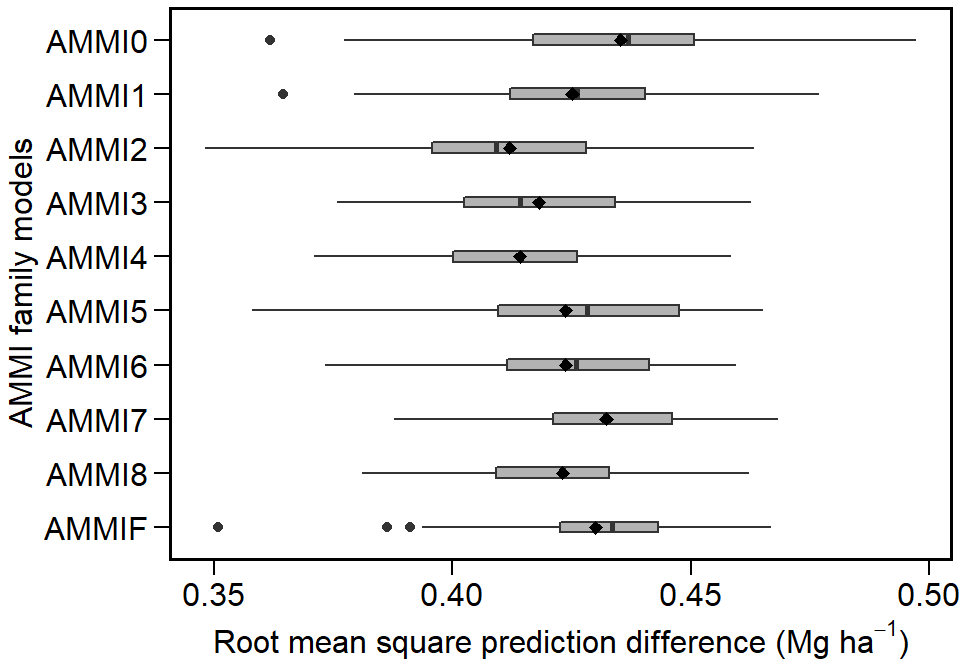 AMMI family models
AMMI0
AMMI1
AMMI2
AMMI3
AMMI4
AMMI5
AMMI6
AMMI7
AMMI8
AMMIF
0.35 0.40 0.45 0.50
Root mean square prediction difference (Mg ha⁻¹)